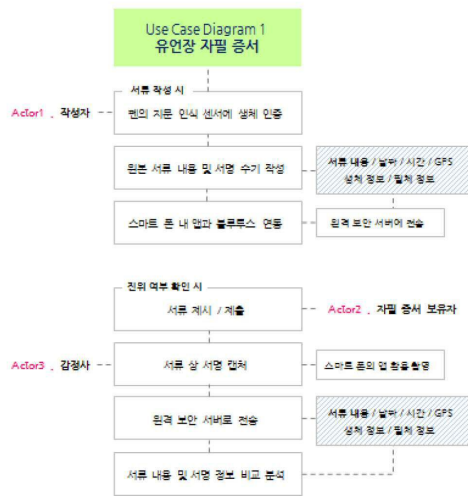 Use Case Diagram 1
유언장 자필 증서
서류 작성 시
Actor1 . 작성자
펜의 지문 인식 센서에 생체 인증
원본 서류 내용 및 서명 수기 작성
서류 내용 / 날짜 / 시간 / GPS
생체 정보 / 필체 정보
스마트 폰 내 앱과 블루투스 연동
원격 보안 서버에 전송
진위 여부 확인 시
서류 제시 / 제출
Actor2 . 자필 증서 보유자
Actor3 . 감정사
서류 상 서명 캡처
스마트폰의 앱 활용 촬영
원격 보안 서버로 전송
서류 내용 / 날짜 / 시간 / GPS
생체 정보 / 필체 정보
서류 내용 및 서명 정보 비교 분석